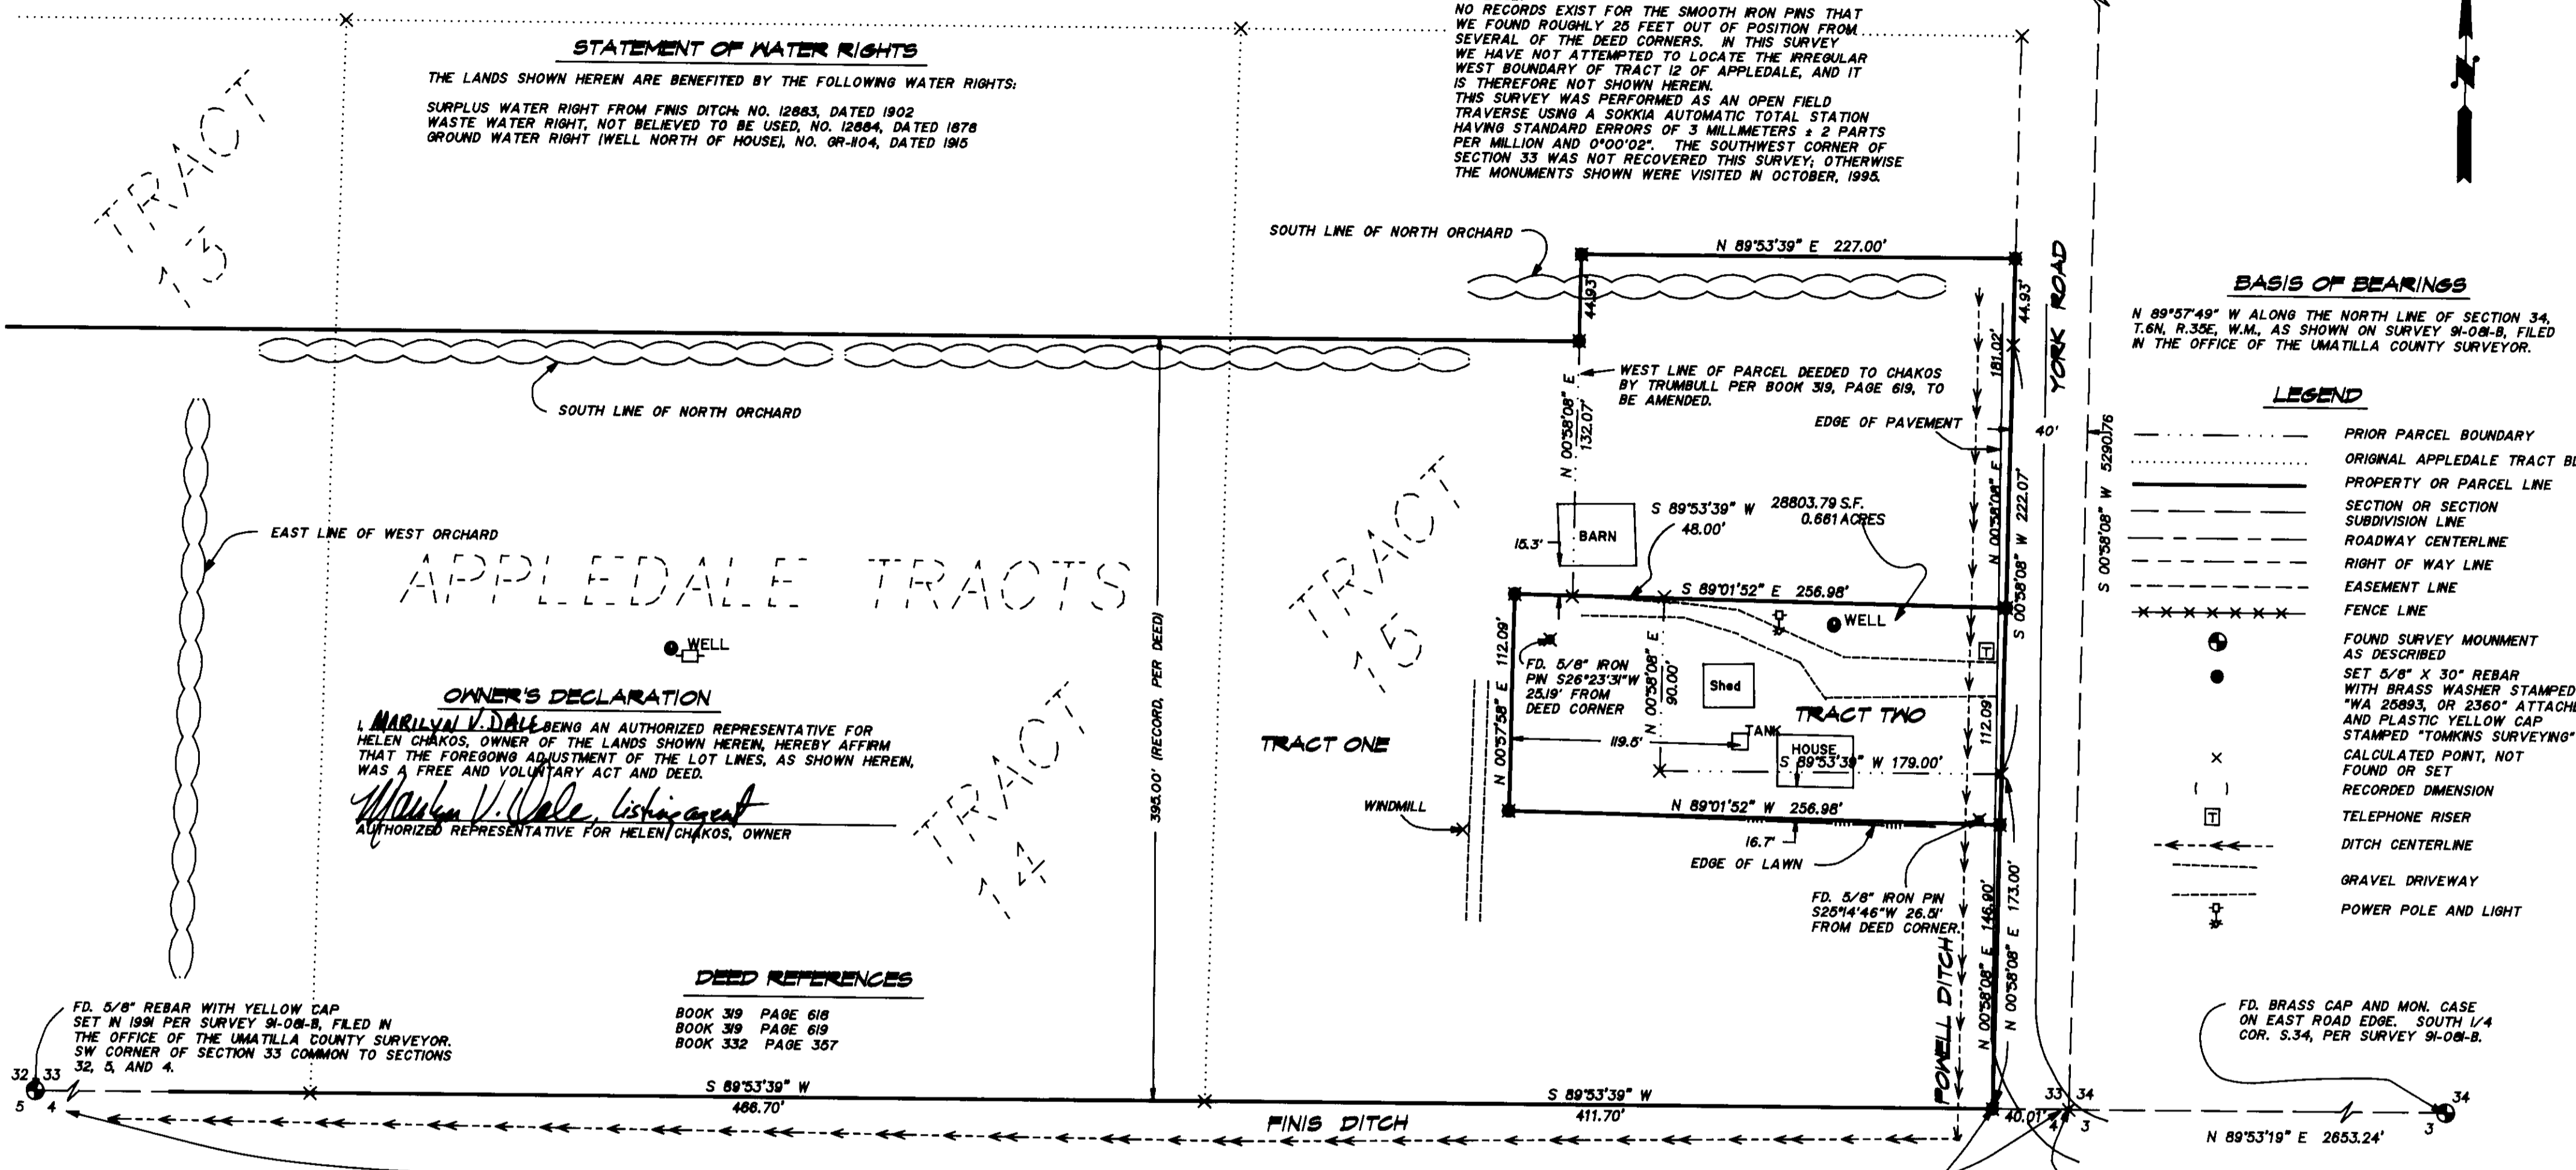 STATEMENT OF WATER RIGHTS
THE LANDS SHOWN HEREIN ARE BENEFITED BY THE FOLLOWING WATER RIGHTS:
SURPLUS WATER RIGHT FROM FINIS DITCH: NO. 12883, DATED 1902
WASTE WATER RIGHT, NOT BELIEVED TO BE USED, NO. 12884, DATED 1878
GROUND WATER RIGHT (WELL NORTH OF HOUSE), NO. GR-1104, DATED 1915
NO RECORDS EXIST FOR THE SMOOTH IRON PINS THAT
WE FOUND ROUGHLY 25 FEET OUT OF POSITION FROM
SEVERAL OF THE DEED CORNERS. IN THIS SURVEY
WE HAVE NOT ATTEMPTED TO LOCATE THE IRREGULAR
WEST BOUNDARY OF TRACT 12 OF APPLEDALE, AND IT
IS THEREFORE NOT SHOWN HEREIN.
THIS SURVEY WAS PERFORMED AS AN OPEN FIELD
TRAVERSE USING A SOKKIA AUTOMATIC TOTAL STATION
HAVING STANDARD ERRORS OF 3 MILLIMETERS ± 2 PARTS
PER MILLION AND 0°00'02". THE SOUTHWEST CORNER OF
SECTION 33 WAS NOT RECOVERED THIS SURVEY; OTHERWISE
THE MONUMENTS SHOWN WERE VISITED IN OCTOBER, 1995.
N
TRACT
13
SOUTH LINE OF NORTH ORCHARD
N 89°53'39" E 227.00'
44.93'
44.93'
YORK ROAD
181.02'
SOUTH LINE OF NORTH ORCHARD
WEST LINE OF PARCEL DEEDED TO CHAKOS
BY TRUMBULL PER BOOK 319, PAGE 619, TO
BE AMENDED.
N 00°58'08" E
132.07'
EDGE OF PAVEMENT
40'
N 00°58'08" E
S 00°58'08" W 222.07'
S 00°58'08" W 5290.76
BASIS OF BEARINGS
N 89°57'49" W ALONG THE NORTH LINE OF SECTION 34,
T.6N, R.35E, W.M., AS SHOWN ON SURVEY 91-081-B, FILED
IN THE OFFICE OF THE UMATILLA COUNTY SURVEYOR.
LEGEND
PRIOR PARCEL BOUNDARY
ORIGINAL APPLEDALE TRACT
PROPERTY OR PARCEL LINE
SECTION OR SECTION
SUBDIVISION LINE
ROADWAY CENTERLINE
RIGHT OF WAY LINE
EASEMENT LINE
FENCE LINE
FOUND SURVEY MOUNMENT
AS DESCRIBED
SET 5/8" X 30" REBAR
WITH BRASS WASHER STAMPED
"WA 25893, OR 2360" ATTACHE
AND PLASTIC YELLOW CAP
STAMPED "TOMKINS SURVEYING"
CALCULATED POINT, NOT
FOUND OR SET
( ) RECORDED DIMENSION
T TELEPHONE RISER
DITCH CENTERLINE
GRAVEL DRIVEWAY
POWER POLE AND LIGHT
EAST LINE OF WEST ORCHARD
APPLEDALE TRACTS
WELL
TRACT
15
BARN
15.3'
S 89°53'39" W
48.00'
28803.79 S.F.
0.661 ACRES
S 89°01'52" E 256.98'
WELL
T
N 00°57'58" E 112.09'
FD. 5/8" IRON
PIN S26°23'31"W
25.19' FROM
DEED CORNER
N 00°58'08" E
90.00'
Shed
TRACT TWO
TANK
119.5'
HOUSE
S 89°53'39" W 179.00'
112.09'
TRACT ONE
N 89°01'52" W 256.98'
16.7'
EDGE OF LAWN
WINDMILL
395.00' (RECORD, PER DEED)
TRACT
14
OWNER'S DECLARATION
I, MARILYN V. DALE BEING AN AUTHORIZED REPRESENTATIVE FOR
HELEN CHAKOS, OWNER OF THE LANDS SHOWN HEREIN, HEREBY AFFIRM
THAT THE FOREGOING ADJUSTMENT OF THE LOT LINES, AS SHOWN HEREIN,
WAS A FREE AND VOLUNTARY ACT AND DEED.
Marilyn V. Dale, listing agent
AUTHORIZED REPRESENTATIVE FOR HELEN CHAKOS, OWNER
FD. 5/8" IRON PIN
S25°14'46"W 26.51'
FROM DEED CORNER.
POWELL DITCH
N 00°58'08" E 146.90'
N 00°58'08" E 173.00'
DEED REFERENCES
BOOK 319 PAGE 618
BOOK 319 PAGE 619
BOOK 332 PAGE 357
FD. 5/8" REBAR WITH YELLOW CAP
SET IN 1991 PER SURVEY 91-081-B, FILED IN
THE OFFICE OF THE UMATILLA COUNTY SURVEYOR.
SW CORNER OF SECTION 33 COMMON TO SECTIONS
32, 5, AND 4.
32 33
5 4
S 89°53'39" W
466.70'
S 89°53'39" W
411.70'
FINIS DITCH
40.01'
33 34
4 3
FD. BRASS CAP AND MON. CASE
ON EAST ROAD EDGE. SOUTH 1/4
COR. S.34, PER SURVEY 91-081-B.
34
3
N 89°53'19" E 2653.24'